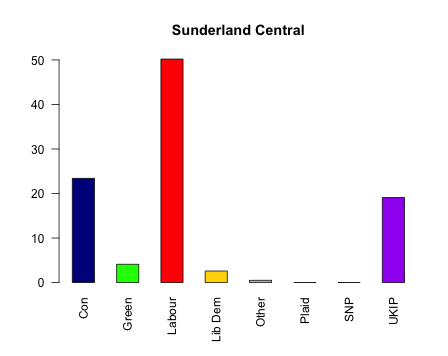 Sunderland Central
50
40
30
20
10
0
Con
Green
Labour
Lib Dem
Other
Plaid
SNP
UKIP